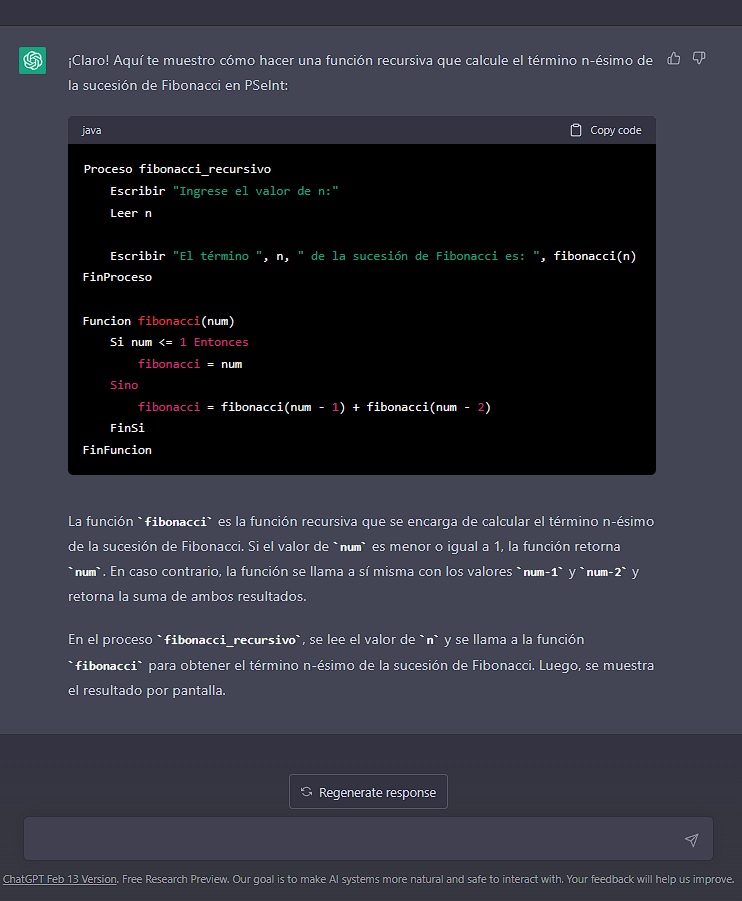 ¡Claro! Aquí te muestro cómo hacer una función recursiva que calcule el término n-ésimo de
la sucesión de Fibonacci en PSeInt:
java
Copy code
Proceso fibonacci_recursivo
    Escribir "Ingrese el valor de n:"
    Leer n
    Escribir "El término ", n, " de la sucesión de Fibonacci es: ", fibonacci(n)
FinProceso
Funcion fibonacci(num)
    Si num <= 1 Entonces
        fibonacci = num
    Sino
        fibonacci = fibonacci(num - 1) + fibonacci(num - 2)
    FinSi
FinFuncion
La función `fibonacci` es la función recursiva que se encarga de calcular el término n-ésimo
de la sucesión de Fibonacci. Si el valor de `num` es menor o igual a 1, la función retorna
`num`. En caso contrario, la función se llama a sí misma con los valores `num-1` y `num-2` y
retorna la suma de ambos resultados.
En el proceso `fibonacci_recursivo`, se lee el valor de `n` y se llama a la función
`fibonacci` para obtener el término n-ésimo de la sucesión de Fibonacci. Luego, se muestra
el resultado por pantalla.
Regenerate response
ChatGPT Feb 13 Version. Free Research Preview. Our goal is to make AI systems more natural and safe to interact with. Your feedback will help us improve.